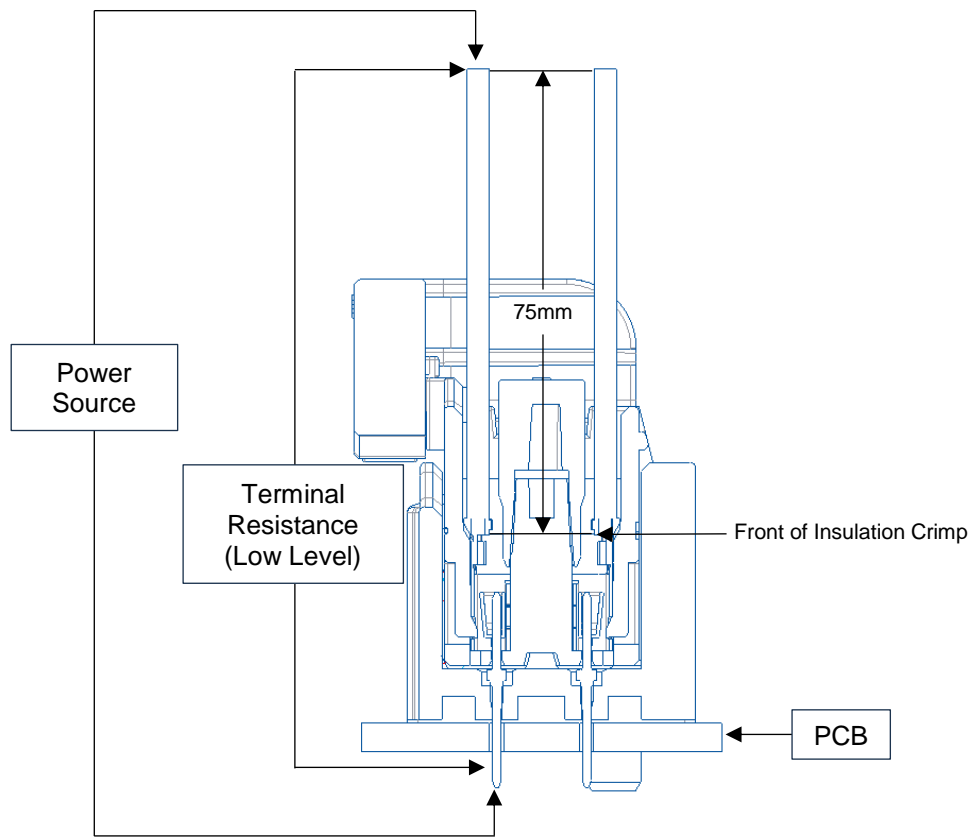 75mm
Power
Source
Terminal
Resistance
(Low Level)
Front of Insulation Crimp
PCB